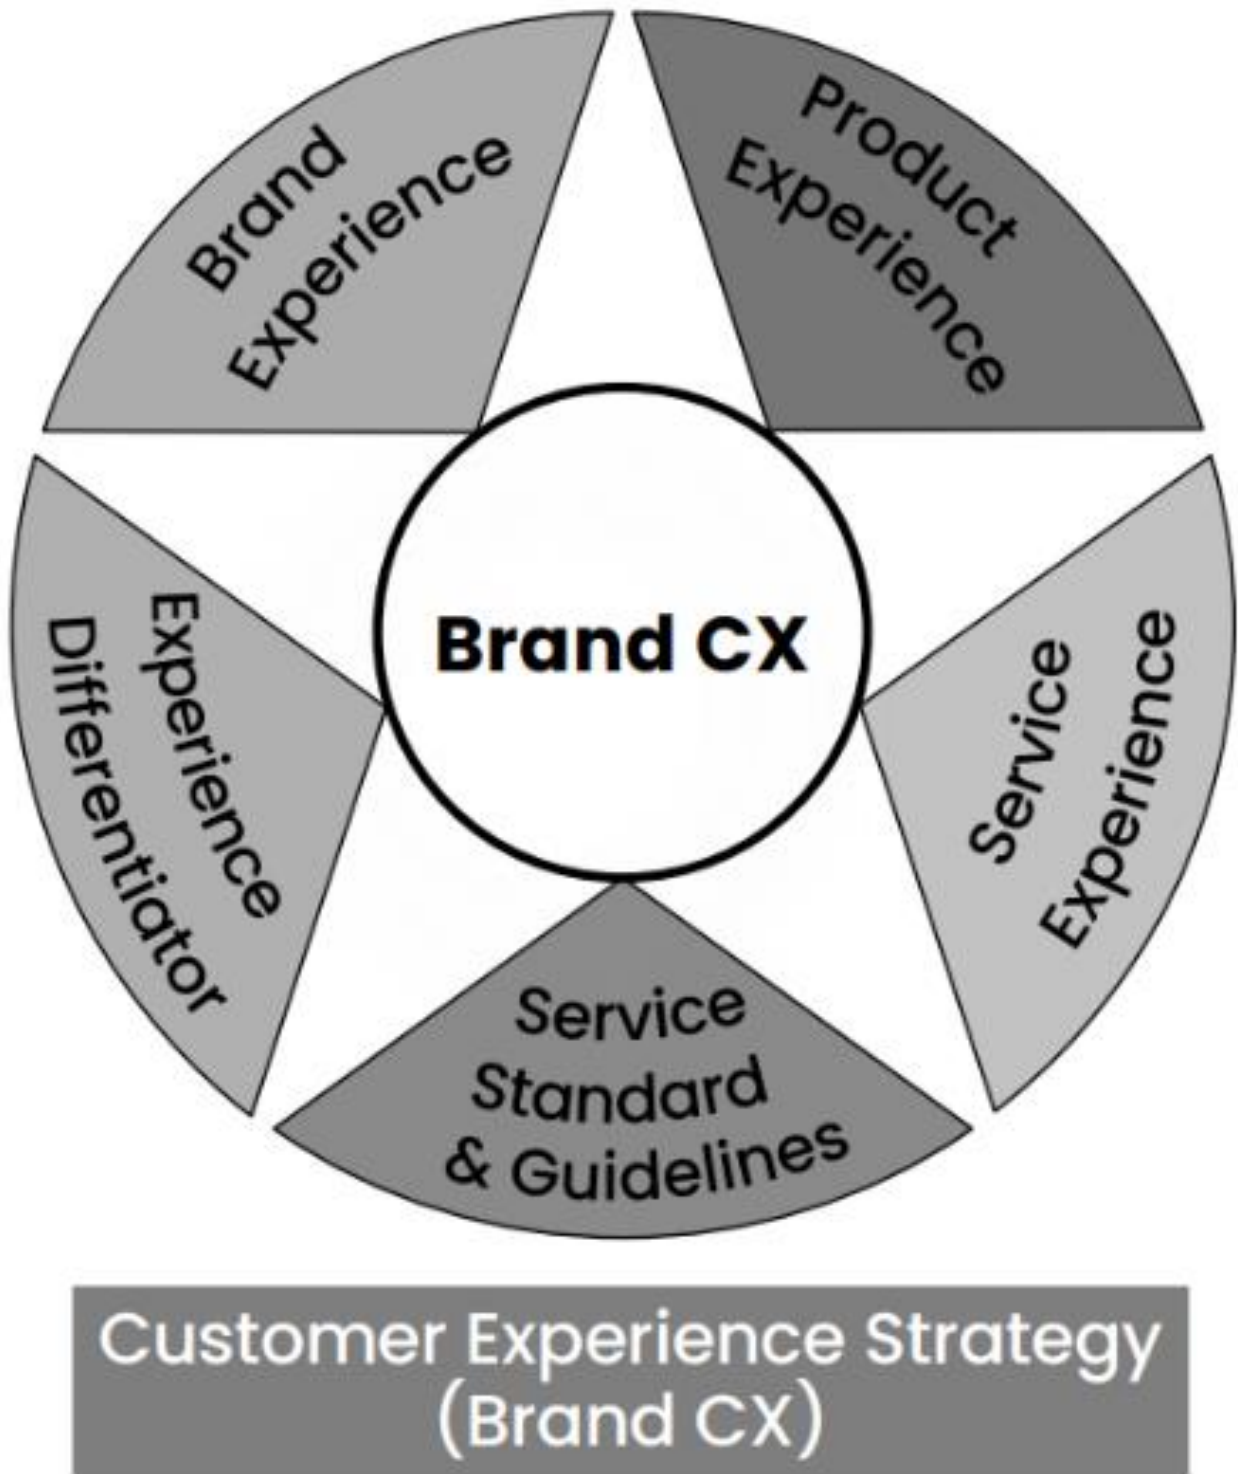 Brand
Experience
Product
Experience
Brand CX
Experience
Differentiator
Service
Experience
Service
Standard
& Guidelines
Customer Experience Strategy
(Brand CX)